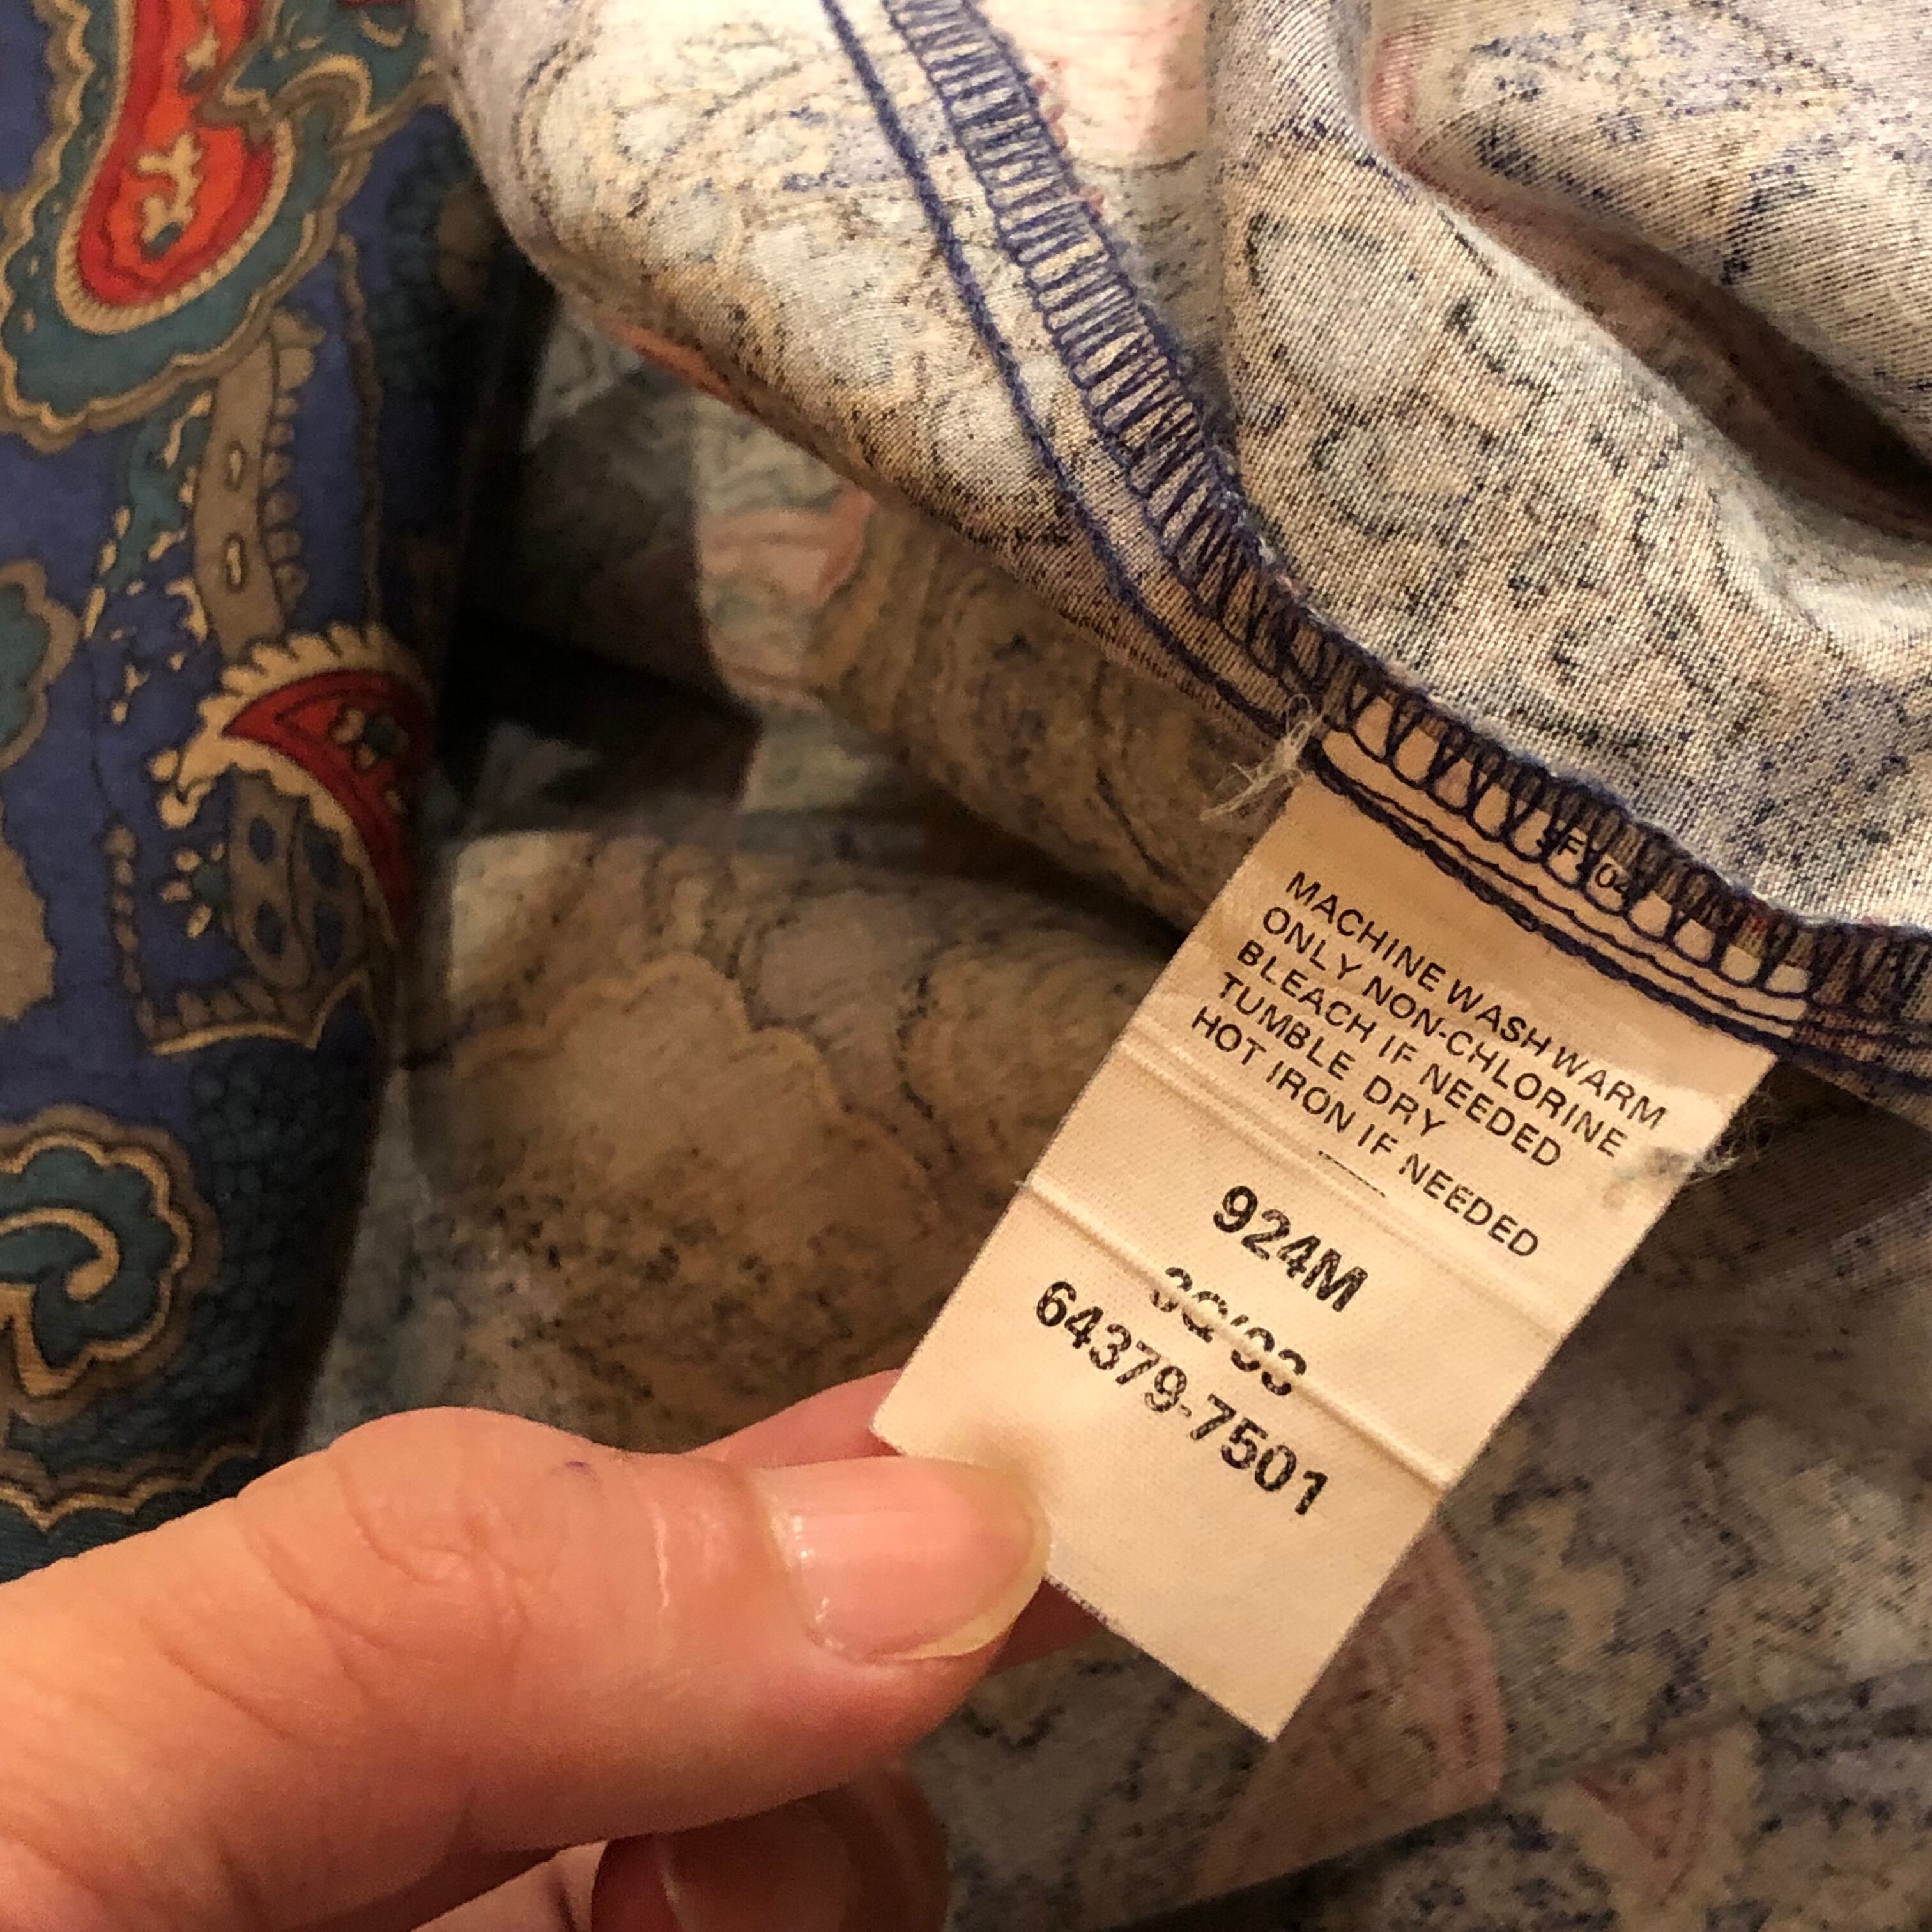 MACHINE WASH WARM
ONLY NON-CHLORINE
BLEACH IF NEEDED
TUMBLE DRY
HOT IRON IF NEEDED
924M
64379-7501